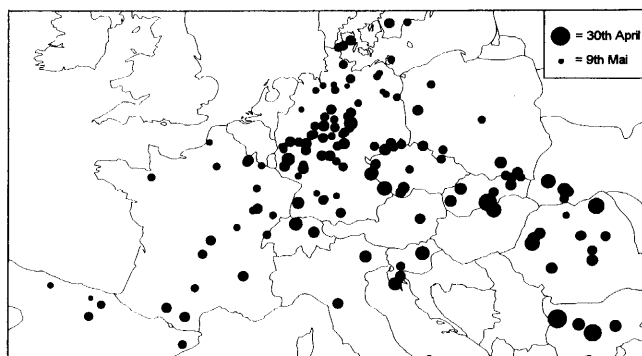 = 30th April
= 9th Mai